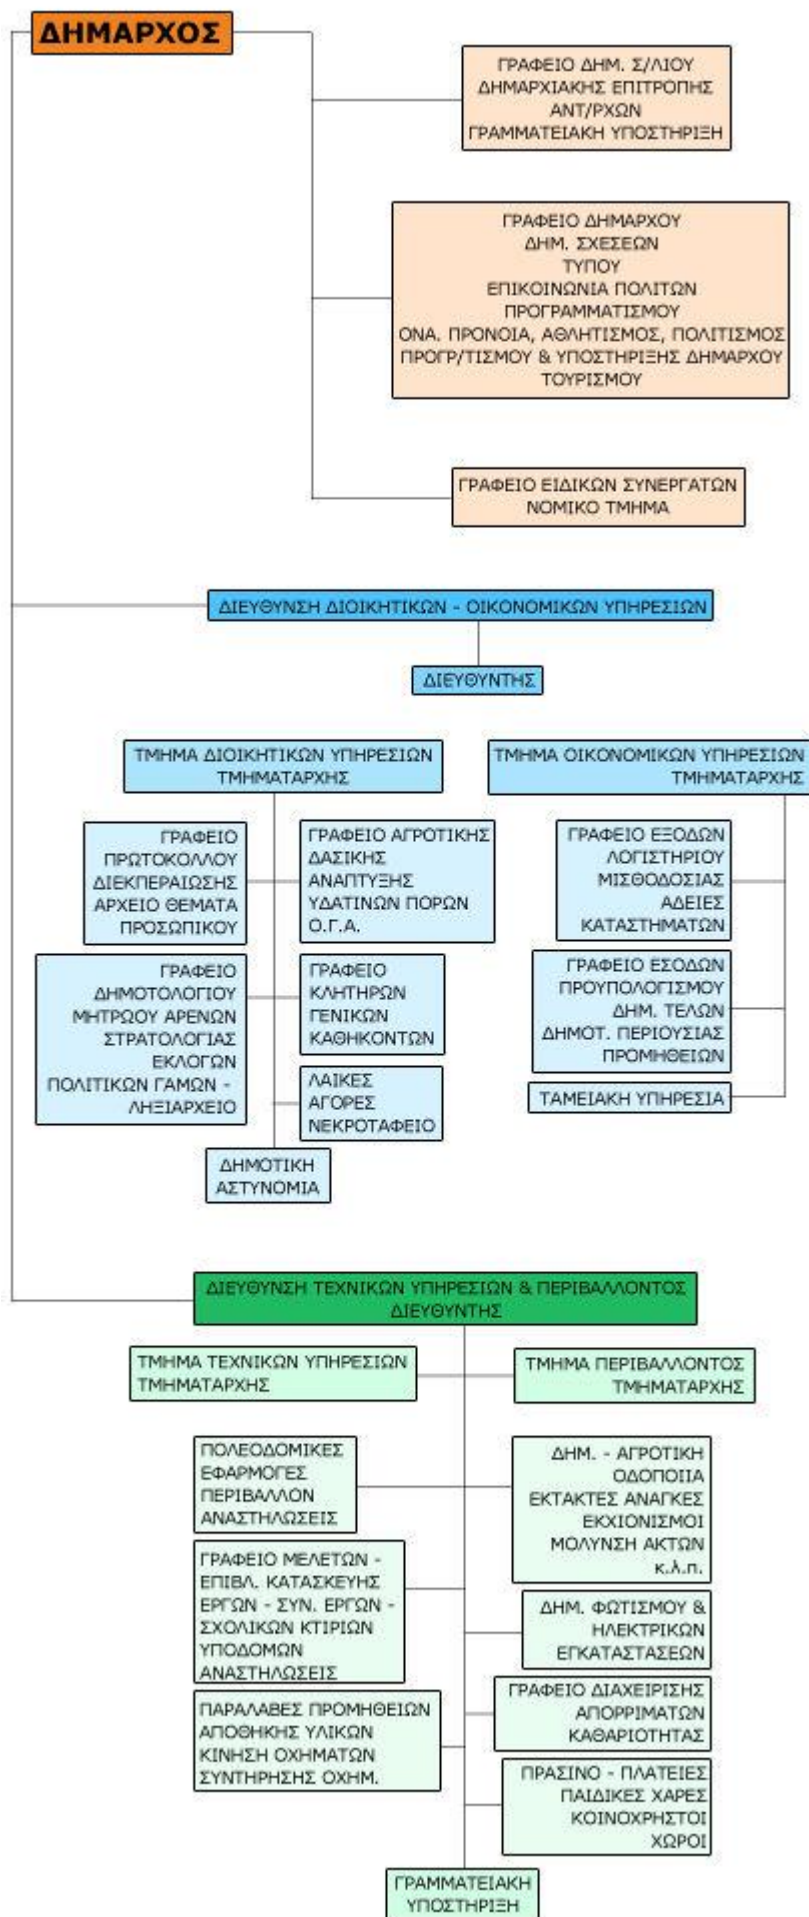 ΔΗΜΑΡΧΟΣ
ΓΡΑΦΕΙΟ ΔΗΜ. Σ/ΛΙΟΥ
ΔΗΜΑΡΧΙΑΚΗΣ ΕΠΙΤΡΟΠΗΣ
ΑΝΤ/ΡΧΩΝ
ΓΡΑΜΜΑΤΕΙΑΚΗ ΥΠΟΣΤΗΡΙΞΗ
ΓΡΑΦΕΙΟ ΔΗΜΑΡΧΟΥ
ΔΗΜ. ΣΧΕΣΕΩΝ
ΤΥΠΟΥ
ΕΠΙΚΟΙΝΩΝΙΑ ΠΟΛΙΤΩΝ
ΠΡΟΓΡΑΜΜΑΤΙΣΜΟΥ
ΟΝΑ. ΠΡΟΝΟΙΑ, ΑΘΛΗΤΙΣΜΟΣ, ΠΟΛΙΤΙΣΜΟΣ
ΠΡΟΓΡ/ΤΙΣΜΟΥ & ΥΠΟΣΤΗΡΙΞΗΣ ΔΗΜΑΡΧΟΥ
ΤΟΥΡΙΣΜΟΥ
ΓΡΑΦΕΙΟ ΕΙΔΙΚΩΝ ΣΥΝΕΡΓΑΤΩΝ
ΝΟΜΙΚΟ ΤΜΗΜΑ
ΔΙΕΥΘΥΝΣΗ ΔΙΟΙΚΗΤΙΚΩΝ - ΟΙΚΟΝΟΜΙΚΩΝ ΥΠΗΡΕΣΙΩΝ
ΔΙΕΥΘΥΝΤΗΣ
ΤΜΗΜΑ ΔΙΟΙΚΗΤΙΚΩΝ ΥΠΗΡΕΣΙΩΝ
ΤΜΗΜΑΤΑΡΧΗΣ
ΤΜΗΜΑ ΟΙΚΟΝΟΜΙΚΩΝ ΥΠΗΡΕΣΙΩΝ
ΤΜΗΜΑΤΑΡΧΗΣ
ΓΡΑΦΕΙΟ
ΠΡΩΤΟΚΟΛΛΟΥ
ΔΙΕΚΠΕΡΑΙΩΣΗΣ
ΑΡΧΕΙΟ ΘΕΜΑΤΑ
ΠΡΟΣΩΠΙΚΟΥ
ΓΡΑΦΕΙΟ ΑΓΡΟΤΙΚΗΣ
ΔΑΣΙΚΗΣ
ΑΝΑΠΤΥΞΗΣ
ΥΔΑΤΙΝΩΝ ΠΟΡΩΝ
Ο.Γ.Α.
ΓΡΑΦΕΙΟ ΕΞΟΔΩΝ
ΛΟΓΙΣΤΗΡΙΟΥ
ΜΙΣΘΟΔΟΣΙΑΣ
ΑΔΕΙΕΣ
ΚΑΤΑΣΤΗΜΑΤΩΝ
ΓΡΑΦΕΙΟ
ΔΗΜΟΤΟΛΟΓΙΟΥ
ΜΗΤΡΩΟΥ ΑΡΕΝΩΝ
ΣΤΡΑΤΟΛΟΓΙΑΣ
ΕΚΛΟΓΩΝ
ΠΟΛΙΤΙΚΩΝ ΓΑΜΩΝ -
ΛΗΞΙΑΡΧΕΙΟ
ΓΡΑΦΕΙΟ
ΚΛΗΤΗΡΩΝ
ΓΕΝΙΚΩΝ
ΚΑΘΗΚΟΝΤΩΝ
ΓΡΑΦΕΙΟ ΕΣΟΔΩΝ
ΠΡΟΥΠΟΛΟΓΙΣΜΟΥ
ΔΗΜ. ΤΕΛΩΝ
ΔΗΜΟΤ. ΠΕΡΙΟΥΣΙΑΣ
ΠΡΟΜΗΘΕΙΩΝ
ΛΑΙΚΕΣ
ΑΓΟΡΕΣ
ΝΕΚΡΟΤΑΦΕΙΟ
ΤΑΜΕΙΑΚΗ ΥΠΗΡΕΣΙΑ
ΔΗΜΟΤΙΚΗ
ΑΣΤΥΝΟΜΙΑ
ΔΙΕΥΘΥΝΣΗ ΤΕΧΝΙΚΩΝ ΥΠΗΡΕΣΙΩΝ & ΠΕΡΙΒΑΛΛΟΝΤΟΣ
ΔΙΕΥΘΥΝΤΗΣ
ΤΜΗΜΑ ΤΕΧΝΙΚΩΝ ΥΠΗΡΕΣΙΩΝ
ΤΜΗΜΑΤΑΡΧΗΣ
ΤΜΗΜΑ ΠΕΡΙΒΑΛΛΟΝΤΟΣ
ΤΜΗΜΑΤΑΡΧΗΣ
ΠΟΛΕΟΔΟΜΙΚΕΣ
ΕΦΑΡΜΟΓΕΣ
ΠΕΡΙΒΑΛΛΟΝ
ΑΝΑΣΤΗΛΩΣΕΙΣ
ΔΗΜ. - ΑΓΡΟΤΙΚΗ
ΟΔΟΠΟΙΙΑ
ΕΚΤΑΚΤΕΣ ΑΝΑΓΚΕΣ
ΕΚΧΙΟΝΙΣΜΟΙ
ΜΟΛΥΝΣΗ ΑΚΤΩΝ
κ.λ.π.
ΓΡΑΦΕΙΟ ΜΕΛΕΤΩΝ -
ΕΠΙΒΛ. ΚΑΤΑΣΚΕΥΗΣ
ΕΡΓΩΝ - ΣΥΝ. ΕΡΓΩΝ -
ΣΧΟΛΙΚΩΝ ΚΤΙΡΙΩΝ
ΥΠΟΔΟΜΩΝ
ΑΝΑΣΤΗΛΩΣΕΙΣ
ΔΗΜ. ΦΩΤΙΣΜΟΥ &
ΗΛΕΚΤΡΙΚΩΝ
ΕΓΚΑΤΑΣΤΑΣΕΩΝ
ΠΑΡΑΛΑΒΕΣ ΠΡΟΜΗΘΕΙΩΝ
ΑΠΟΘΗΚΗΣ ΥΛΙΚΩΝ
ΚΙΝΗΣΗ ΟΧΗΜΑΤΩΝ
ΣΥΝΤΗΡΗΣΗΣ ΟΧΗΜ.
ΓΡΑΦΕΙΟ ΔΙΑΧΕΙΡΙΣΗΣ
ΑΠΟΡΡΙΜΑΤΩΝ
ΚΑΘΑΡΙΟΤΗΤΑΣ
ΠΡΑΣΙΝΟ - ΠΛΑΤΕΙΕΣ
ΠΑΙΔΙΚΕΣ ΧΑΡΕΣ
ΚΟΙΝΟΧΡΗΣΤΟΙ
ΧΩΡΟΙ
ΓΡΑΜΜΑΤΕΙΑΚΗ
ΥΠΟΣΤΗΡΙΞΗ